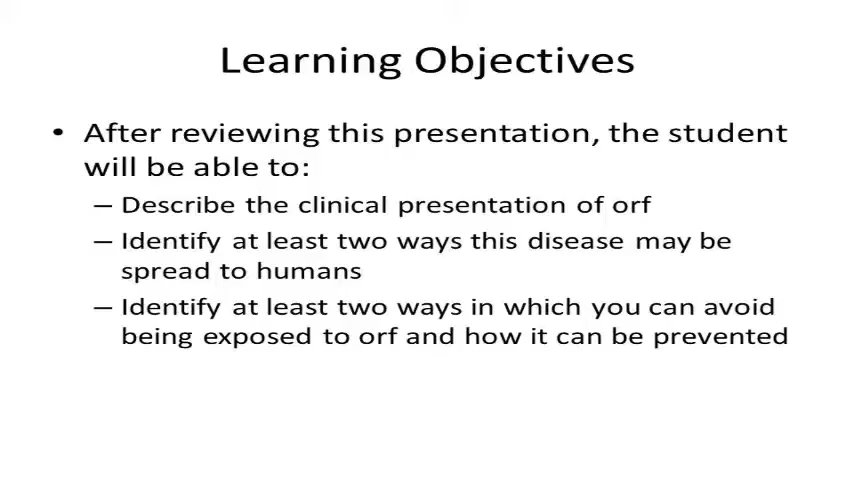 Learning Objectives
• After reviewing this presentation, the student
will be able to:
– Describe the clinical presentation of orf
– Identify at least two ways this disease may be
spread to humans
– Identify at least two ways in which you can avoid
being exposed to orf and how it can be prevented